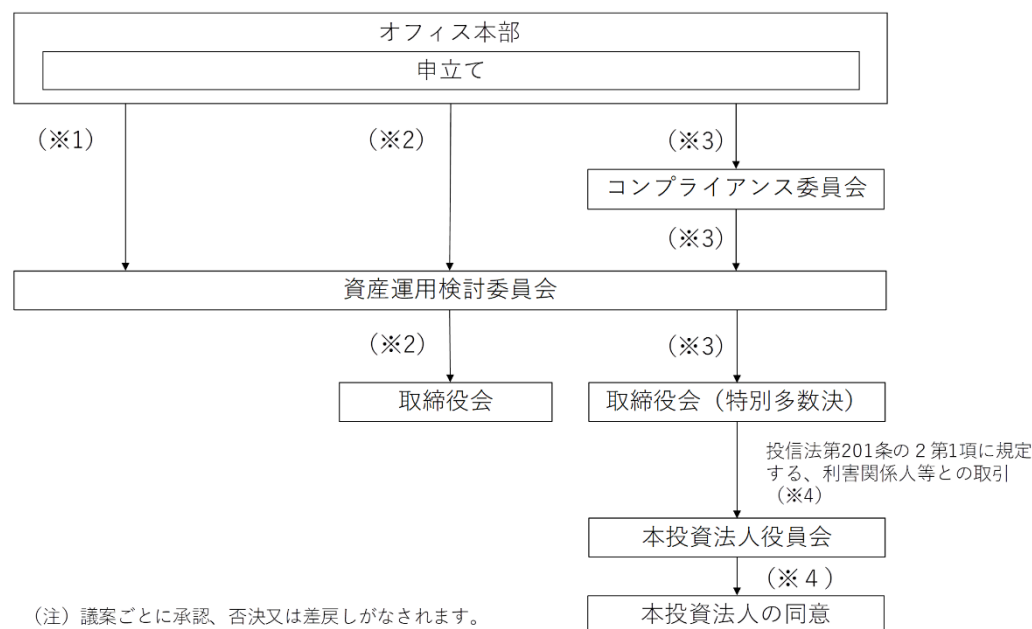 オフィス本部
申立て
（※1）
（※2）
（※3）
コンプライアンス委員会
（※3）
資産運用検討委員会
（※2）
（※3）
取締役会
取締役会（特別多数決）
投信法第201条の２第1項に規定
する、利害関係人等との取引
（※4）
本投資法人役員会
（※４）
（注）議案ごとに承認、否決又は差戻しがなされます。
本投資法人の同意